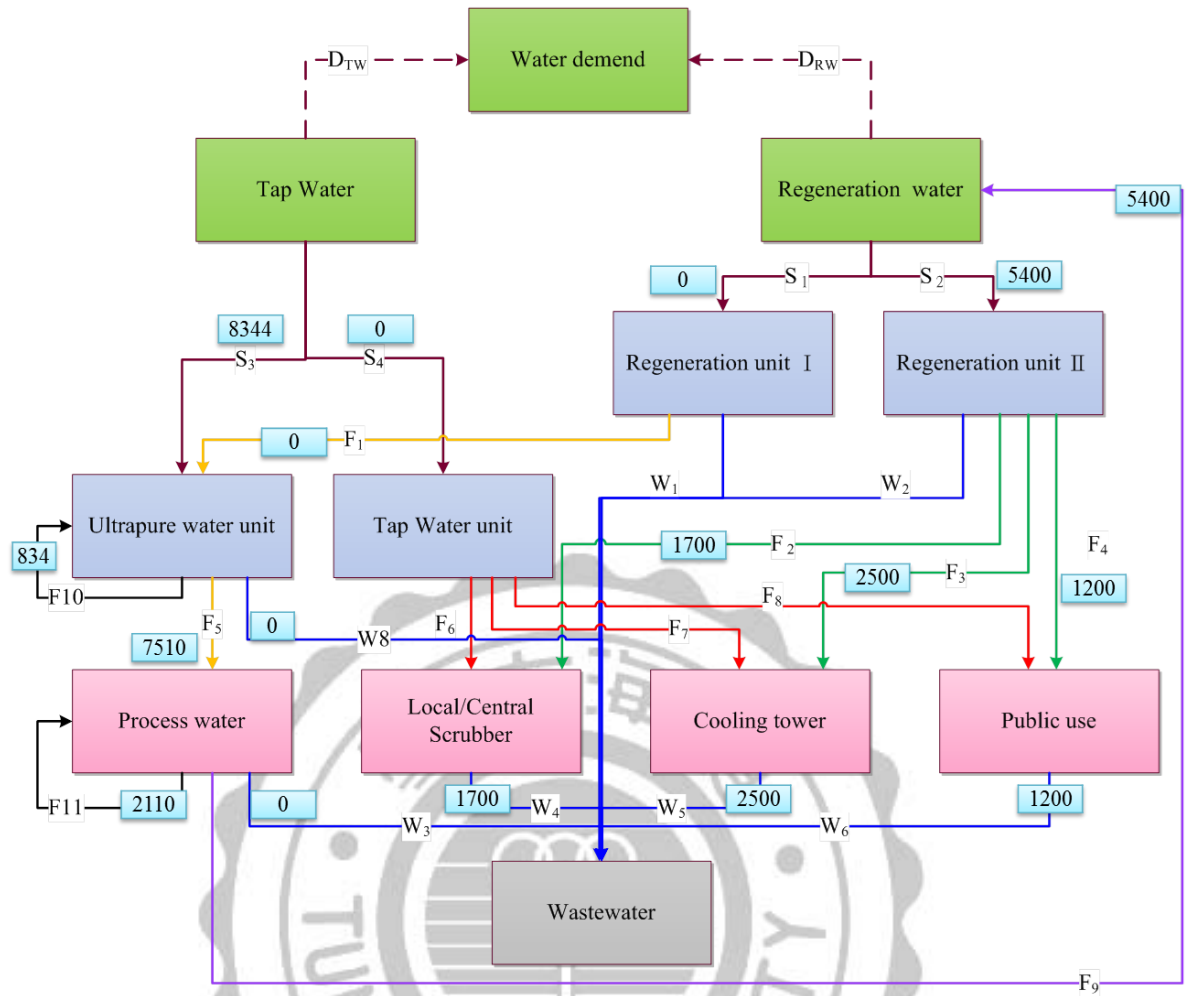 Water demend
D_TW
D_RW
Tap Water
Regeneration water
5400
0
S₁
S₂
5400
8344
0
S₃
S₄
Regeneration unit Ⅰ
Regeneration unit Ⅱ
0
F₁
W₁
W₂
Ultrapure water unit
Tap Water unit
834
1700
F₂
F₄
2500
F₃
1200
F10
F₅
0
W8
F₆
F₇
F₈
7510
海
Process water
Local/Central
Scrubber
Cooling tower
Public use
F11
2110
0
1700
W₄
W₅
2500
1200
W₃
W₆
Wastewater
F₉